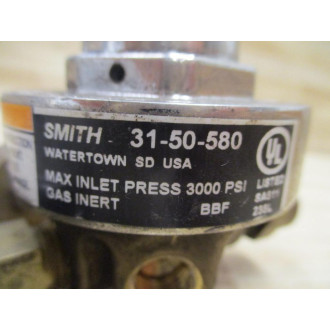 SMITH 31-50-580
WATERTOWN SD USA
MAX INLET PRESS 3000 PSI
GAS INERT BBF
UL
LISTED